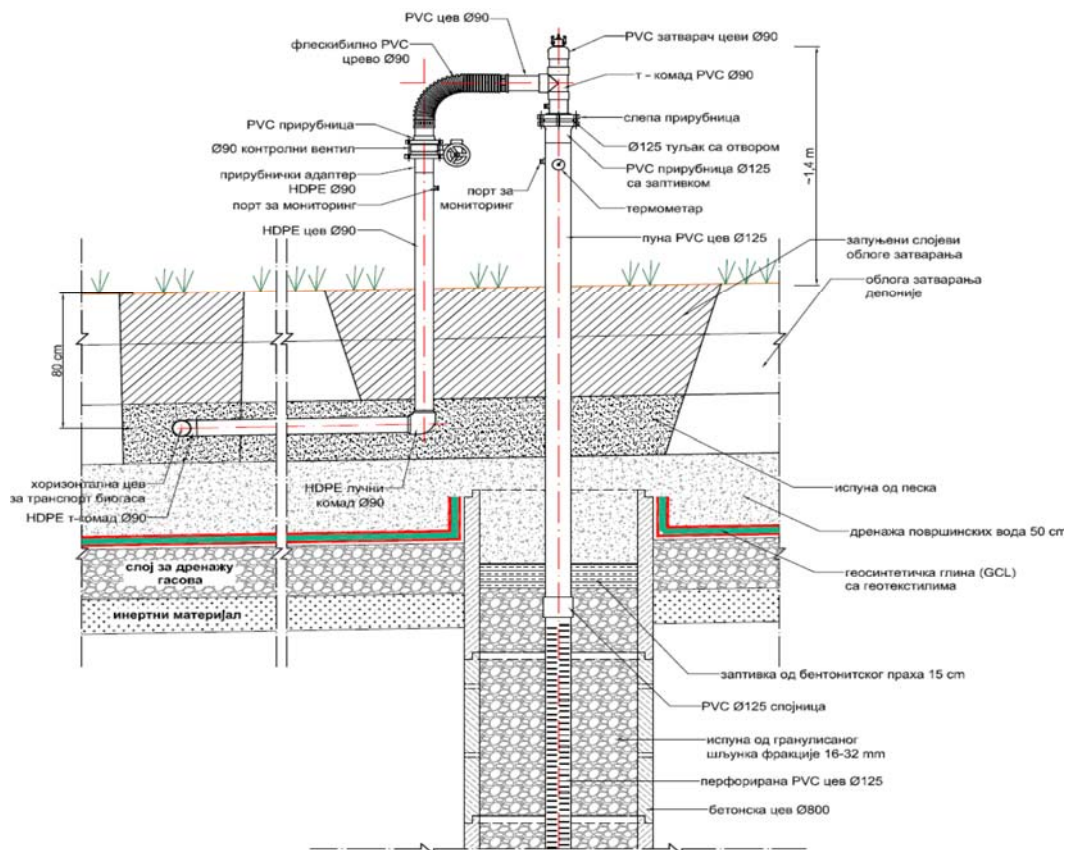 PVC цев Ø90
флескибилно PVC
црево Ø90
PVC прирубница
Ø90 контролни вентил
прирубнички адаптер
HDPE Ø90
порт за мониторинг
HDPE цев Ø90
порт за
мониторинг
PVC затварач цеви Ø90
т - комад PVC Ø90
слепа прирубница
Ø125 туљак са отвором
PVC прирубница Ø125
са заптивком
термометар
пуна PVC цев Ø125
~1,4 m
запуњени слојеви
облоге затварања
облога затварања
депоније
80 cm
хоризонтална цев
за транспорт биогаса
HDPE т-комад Ø90
HDPE лучни
комад Ø90
испуна од песка
дренажа површинских вода 50 cm
геосинтетичка глина (GCL)
са геотекстилима
слој за дренажу
гасова
инертни материјал
заптивка од бентонитског праха 15 cm
PVC Ø125 спојница
испуна од гранулисаног
шљунка фракције 16-32 mm
перфорирана PVC цев Ø125
бетонска цев Ø800